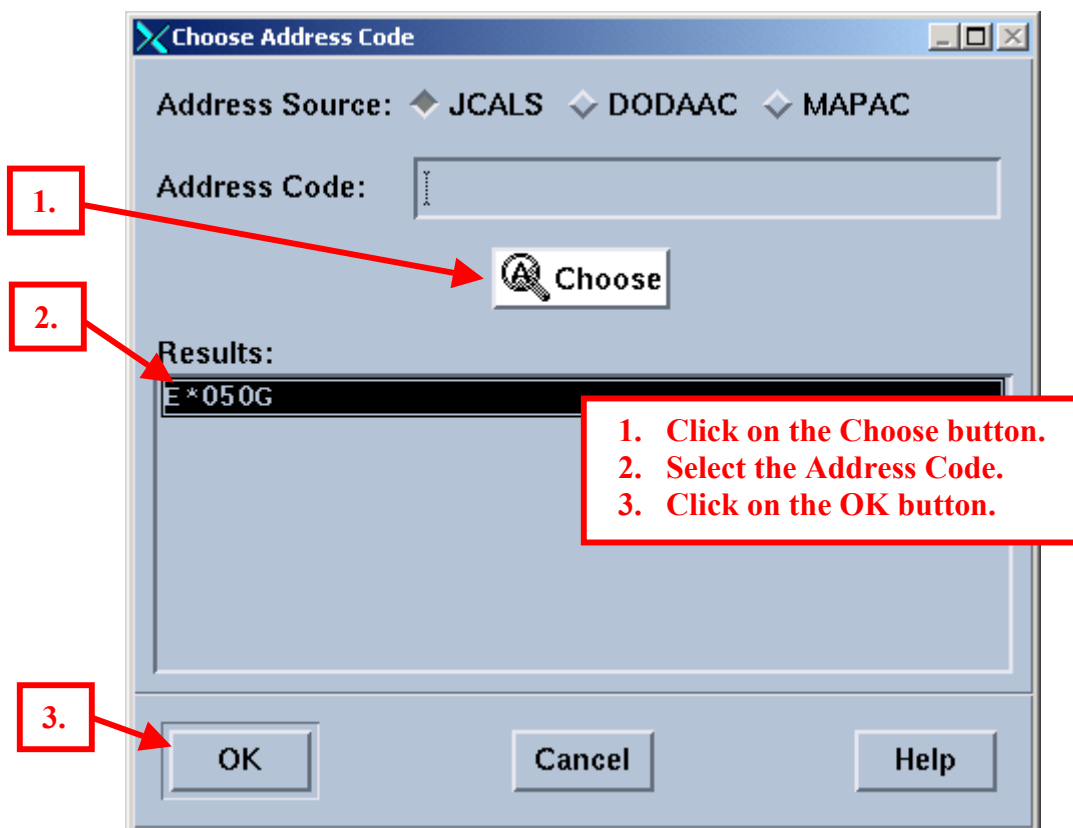 Choose Address Code
Address Source: JCALS DODAAC MAPAC
Address Code:
1.
Choose
2.
Results:
E*050G
1. Click on the Choose button.
2. Select the Address Code.
3. Click on the OK button.
3.
OK Cancel Help